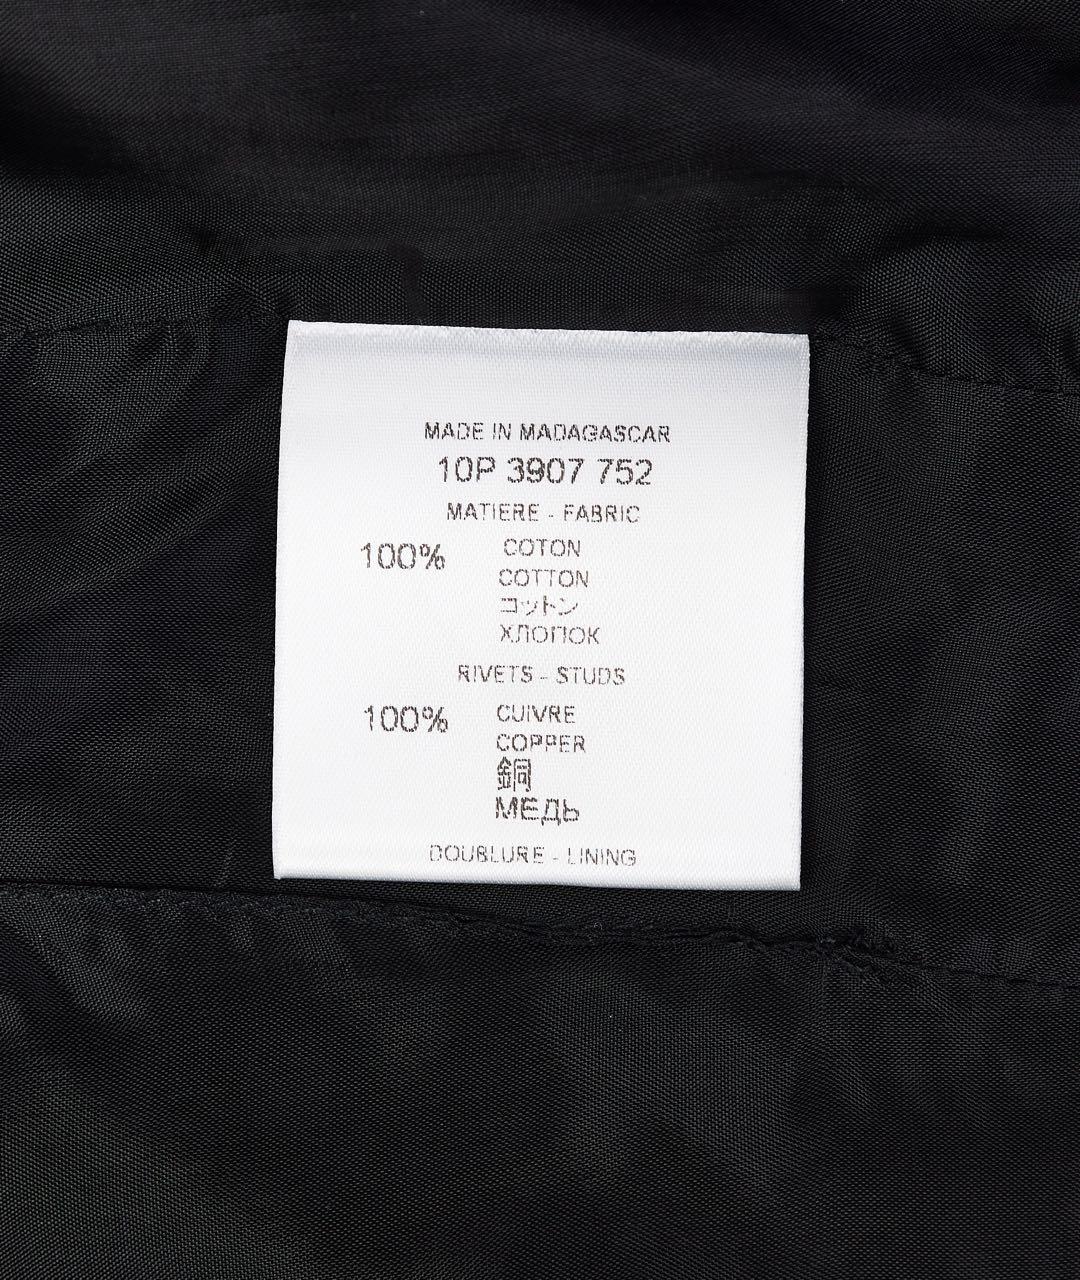 MADE IN MADAGASCAR
10P 3907 752
MATIERE - FABRIC
100% COTON
COTTON
コットン
ХЛОПОК
RIVETS - STUDS
100% CUIVRE
COPPER
銅
МЕДЬ
DOUBLURE - LINING